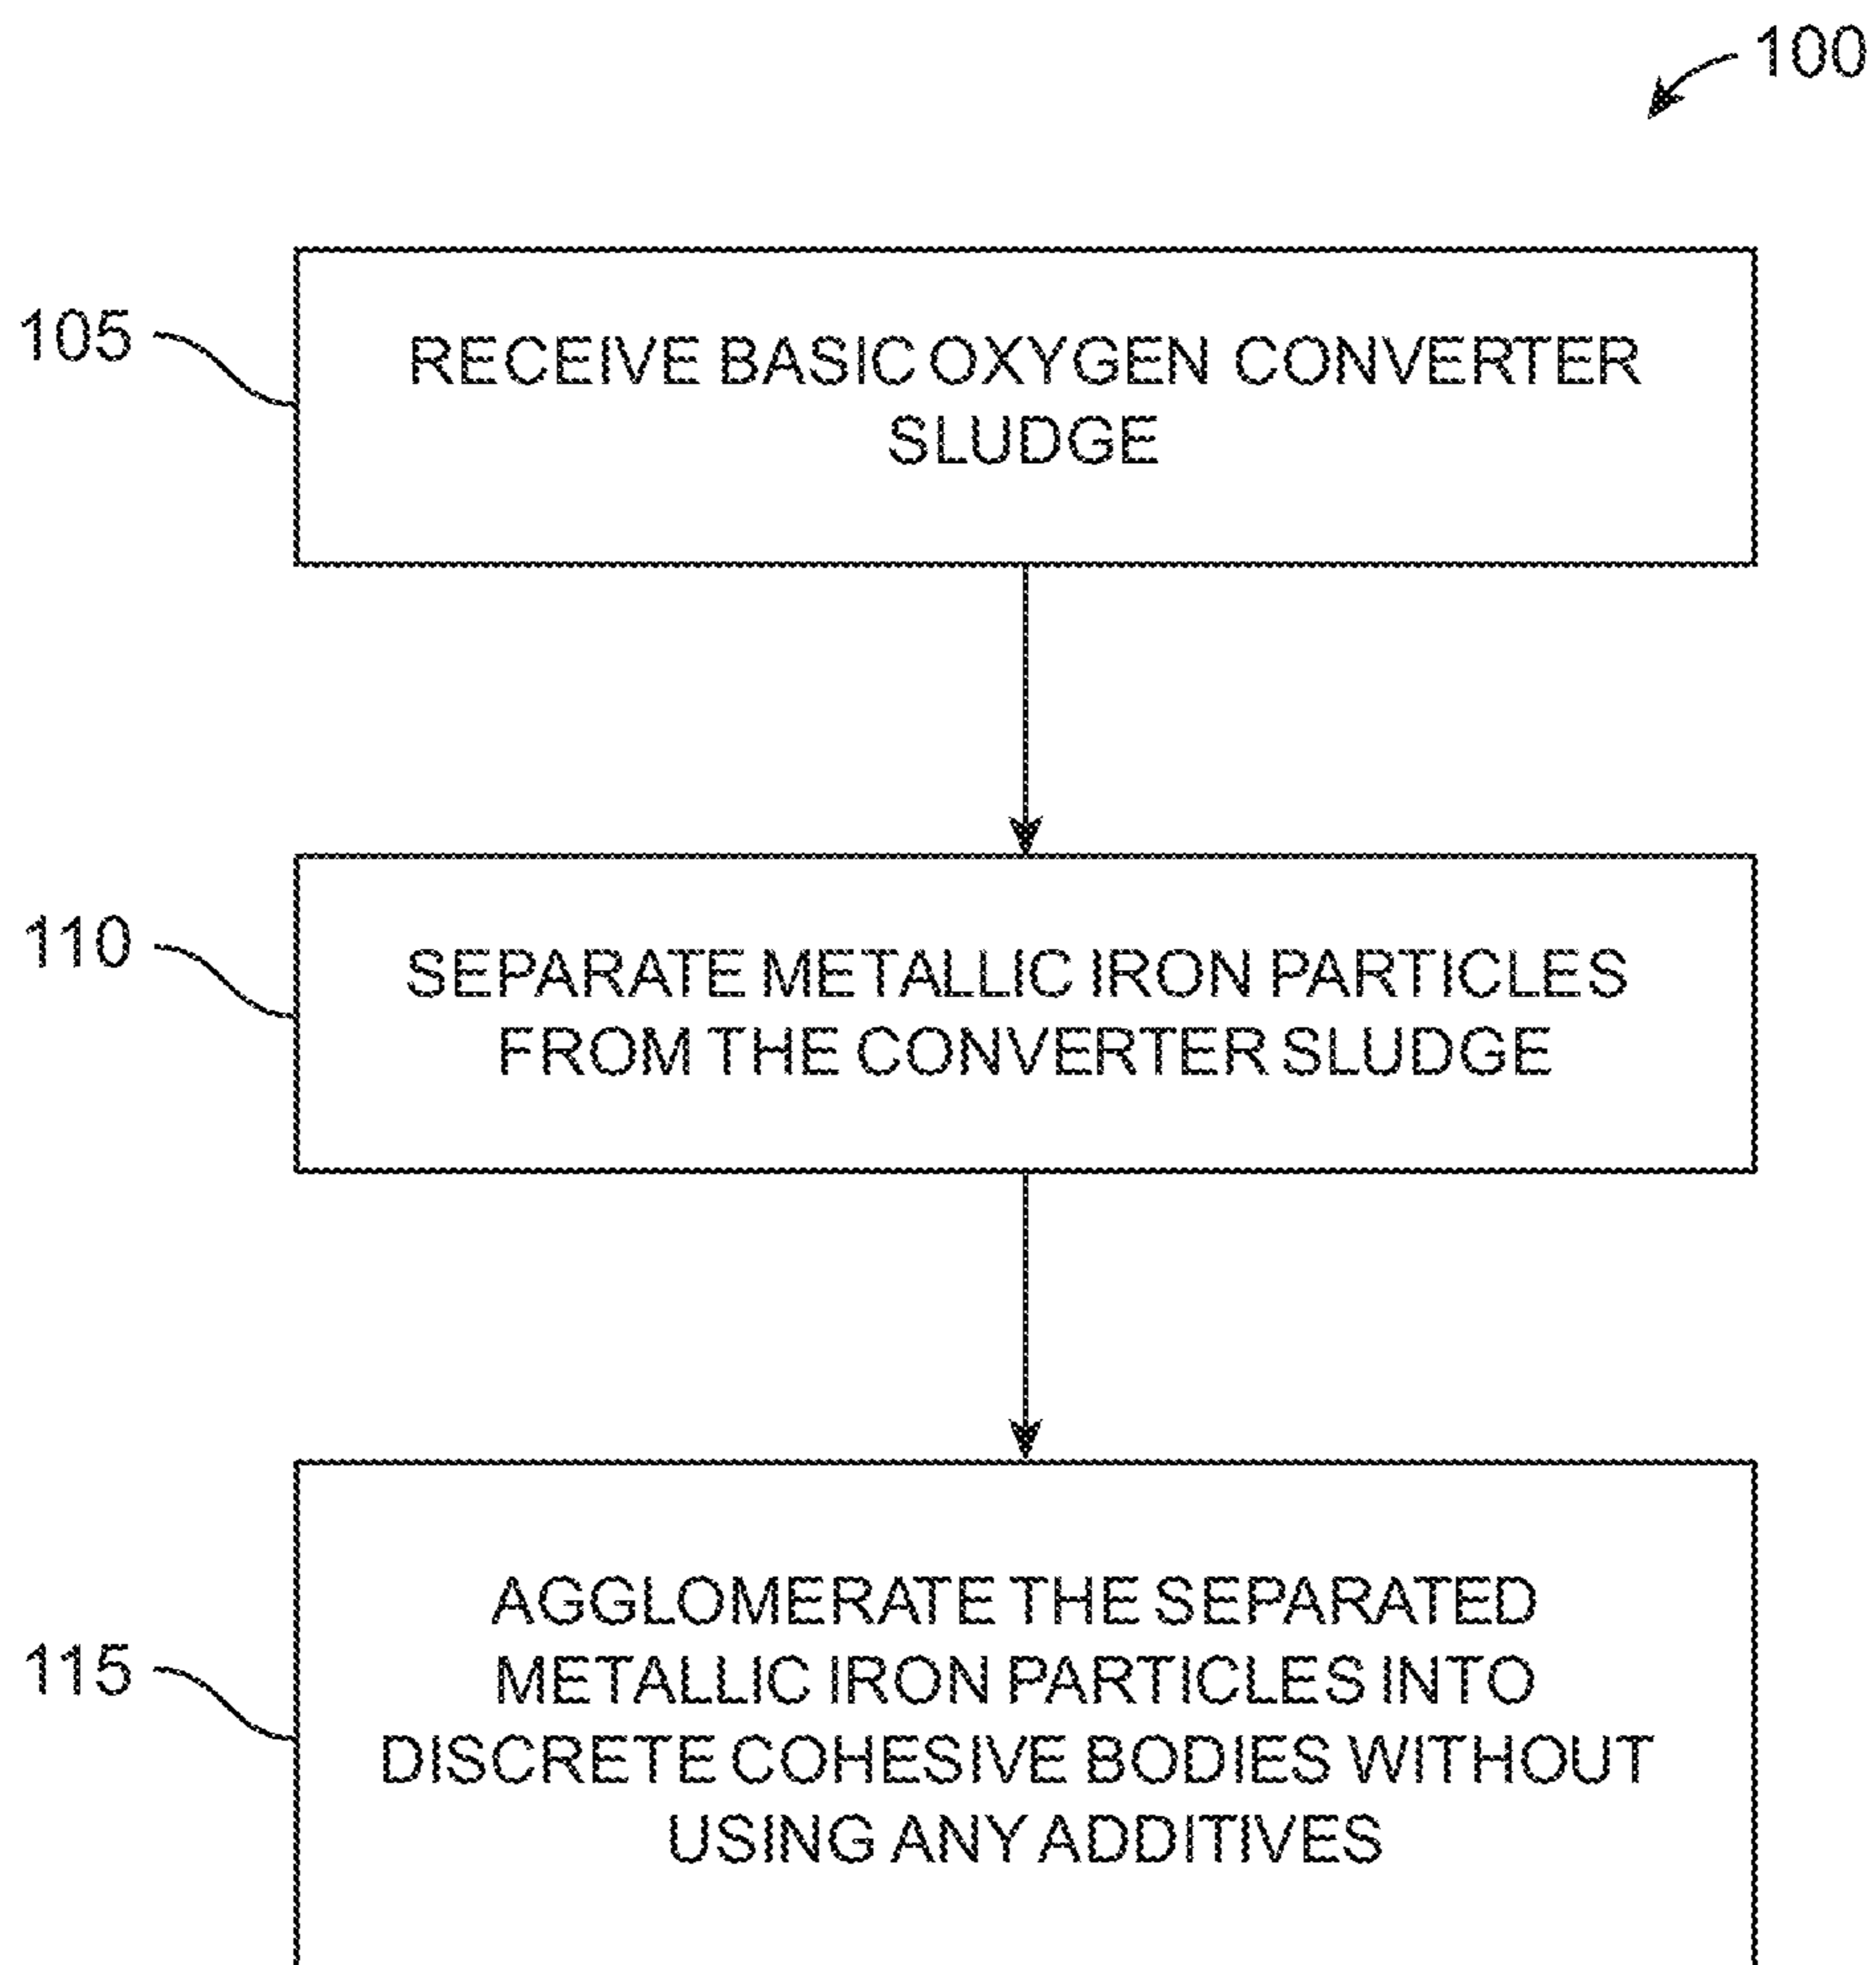 100
105
RECEIVE BASIC OXYGEN CONVERTER
SLUDGE
110
SEPARATE METALLIC IRON PARTICLES
FROM THE CONVERTER SLUDGE
115
AGGLOMERATE THE SEPARATED
METALLIC IRON PARTICLES INTO
DISCRETE COHESIVE BODIES WITHOUT
USING ANY ADDITIVES